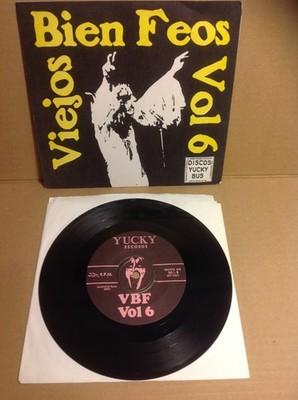 Viejos
Bien Feos
Vol 6
DISCOS
YUCKY
BUS
YUCKY
RECORDS
R.P.M.
VBF
Vol 6